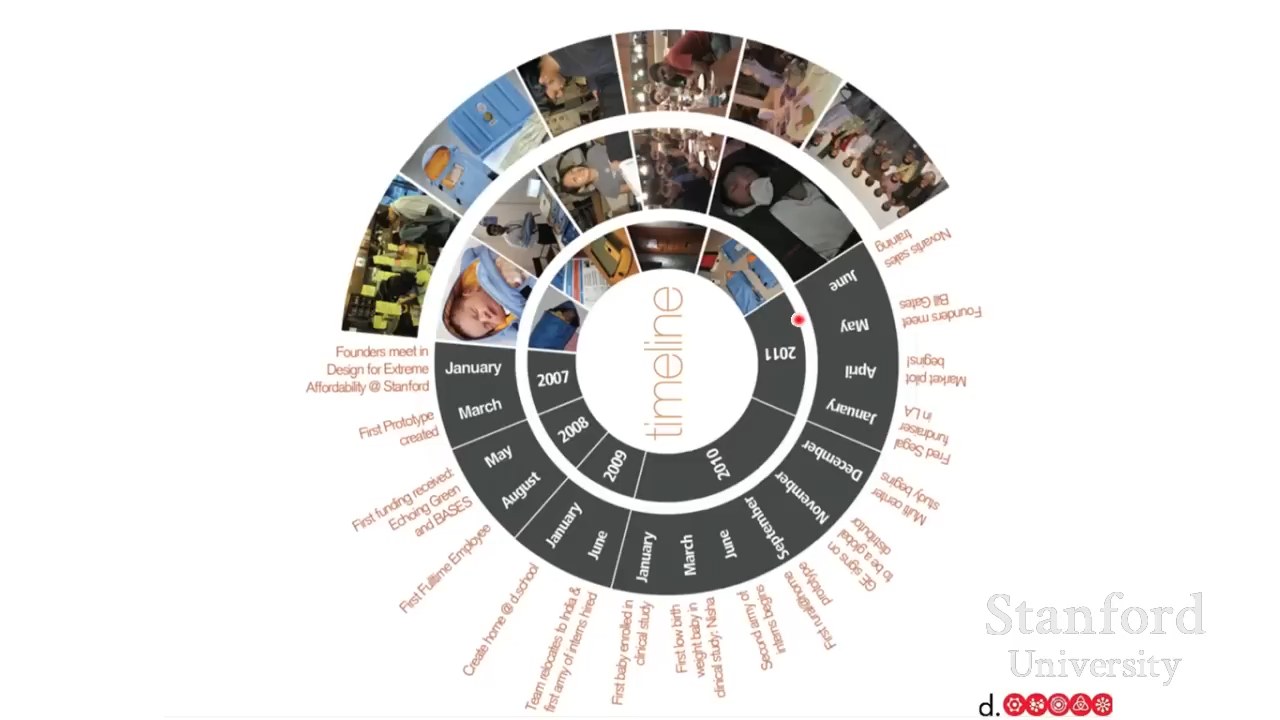 timeline
2007
2008
2009
2010
2011
January
March
May
August
January
June
January
March
June
September
November
December
January
April
May
June
Founders meet in
Design for Extreme
Affordability @ Stanford
First Prototype
created
First funding received:
Echoing Green
and BASES
First Fulltime Employee
Create home @ d.school
Team relocates to India &
first army of interns hired
First baby enrolled in
clinical study
First low birth
weight baby in
clinical study: Nisha
Second army of
interns begins
First rural@home
prototype
GE signs on
to be a global
distributor
Multi center
study begins
Fred Segal
fundraiser
in LA
Market pilot
begins!
Founders meet
Bill Gates
Novartis sales
training
Stanford
University
d.